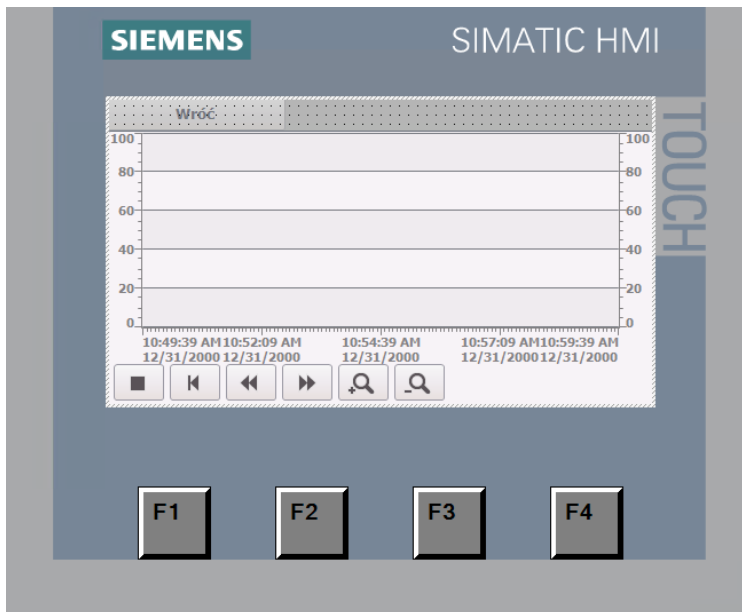 SIEMENS SIMATIC HMI
TOUCH
Wróć
100 100
80 80
60 60
40 40
20 20
0 0
10:49:39 AM 10:52:09 AM 10:54:39 AM 10:57:09 AM 10:59:39 AM
12/31/2000 12/31/2000 12/31/2000 12/31/2000 12/31/2000
F1 F2 F3 F4